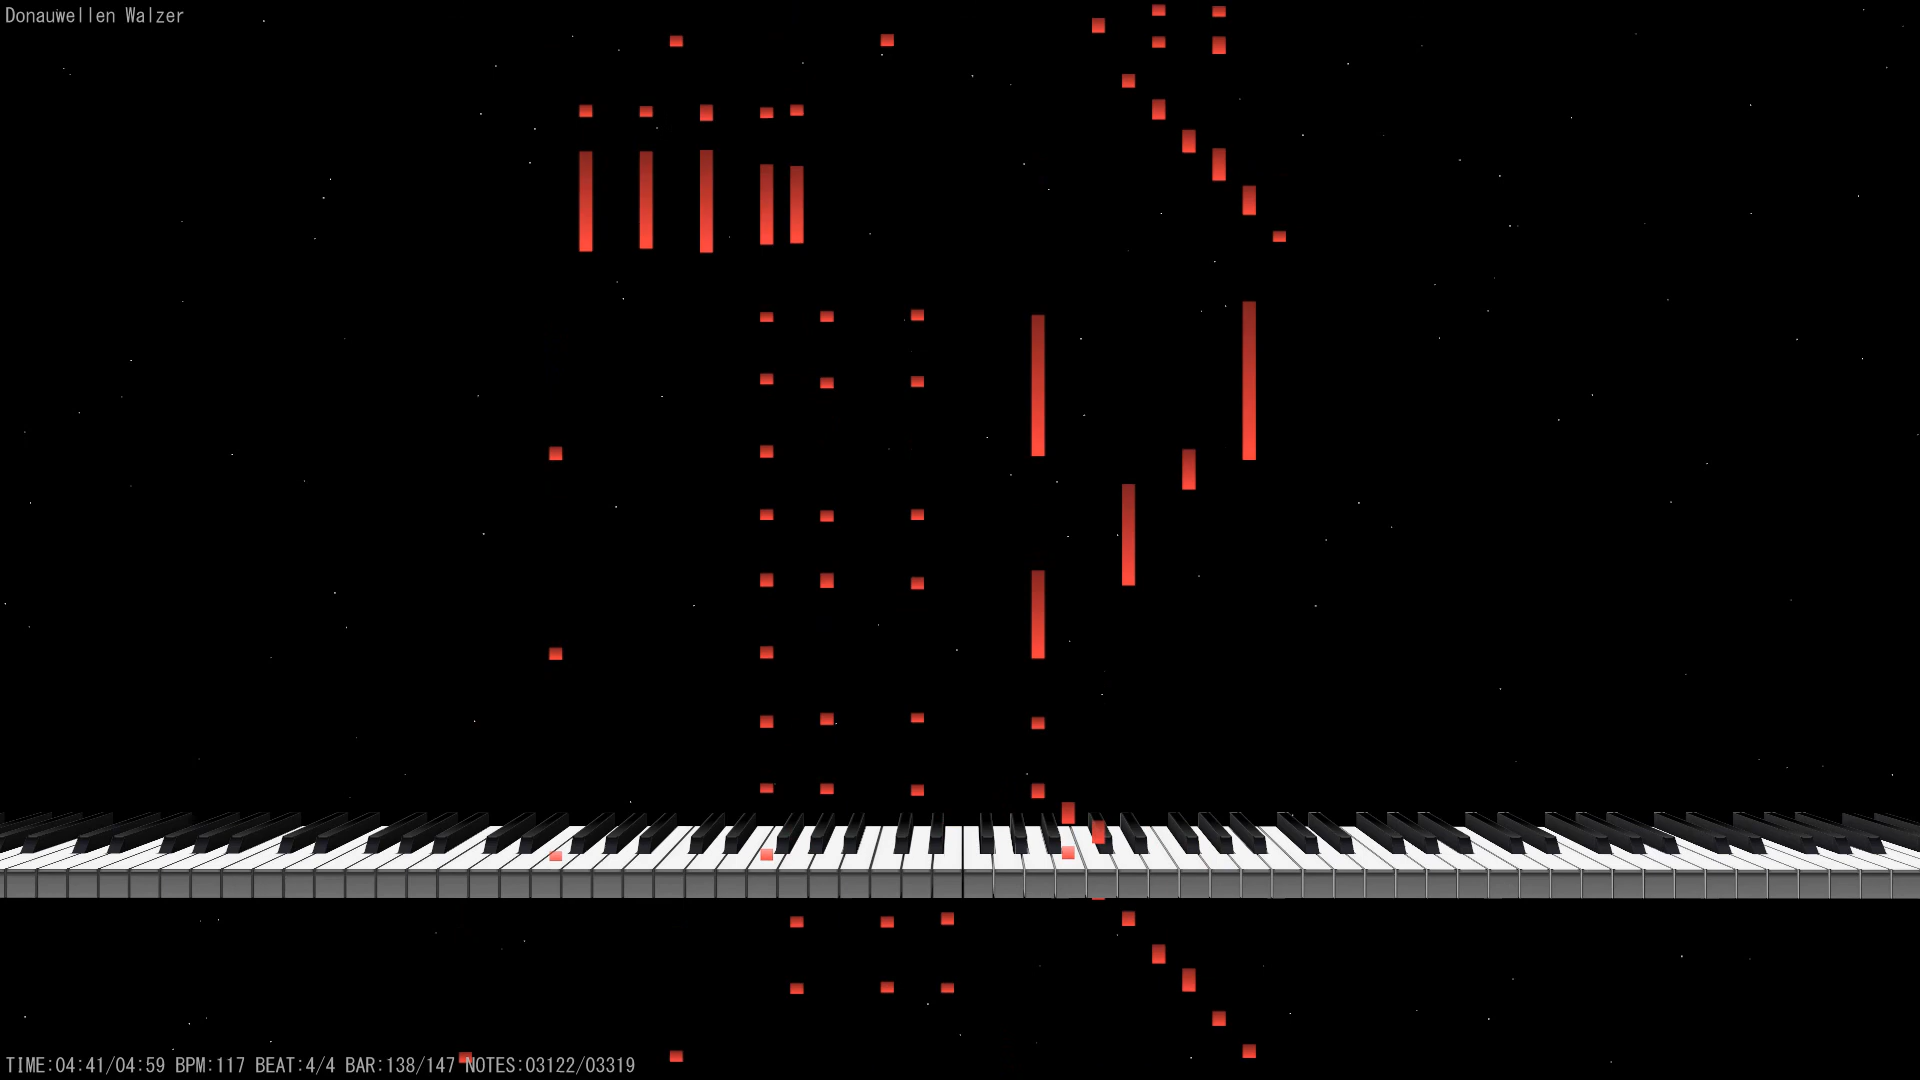 Donauwellen Walzer
TIME:04:41/04:59 BPM:117 BEAT:4/4 BAR:138/147 NOTES:03122/03319